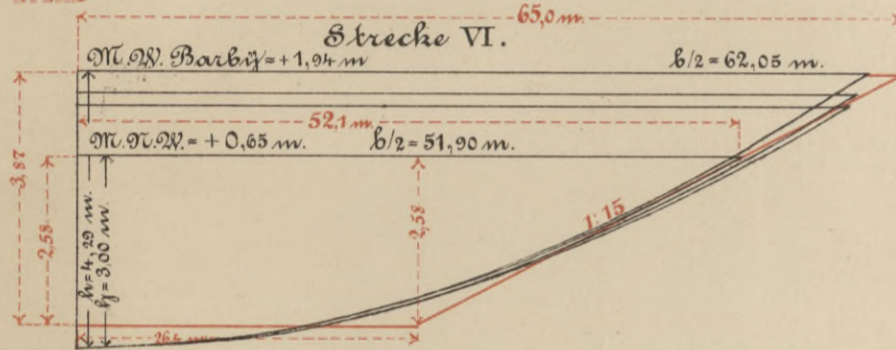 65,0 m.
Strecke VI.
M.W. Barby = + 1,94 m b/2 = 62,05 m.
52,1 m.
M.N.W. = + 0,65 m. b/2 = 51,90 m.
3,87
2,58
h = 4,29 m.
h = 3,00 m.
2,58
1:15
26,4 m